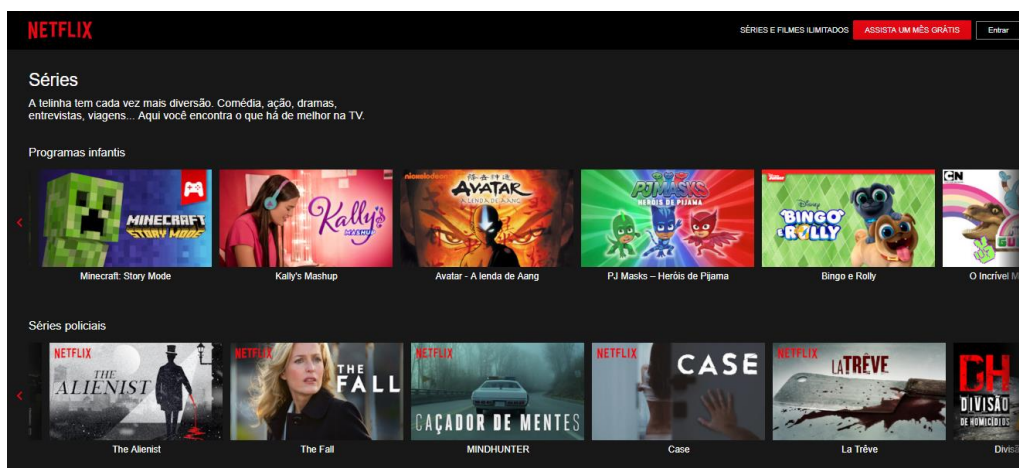 NETFLIX
SÉRIES E FILMES ILIMITADOS
ASSISTA UM MÊS GRÁTIS
Entrar
Séries
A telinha tem cada vez mais diversão. Comédia, ação, dramas,
entrevistas, viagens... Aqui você encontra o que há de melhor na TV.
Programas infantis
MINECRAFT
STORY MODE
Kally's
MASHUP
nickelodeon
AVATAR
A LENDA DE AANG
PJ MASKS
HERÓIS DE PIJAMA
Disney
BINGO
E ROLLY
CN
GU
Minecraft: Story Mode
Kally's Mashup
Avatar - A lenda de Aang
PJ Masks – Heróis de Pijama
Bingo e Rolly
O Incrível M
Séries policiais
NETFLIX
THE
ALIENIST
NETFLIX
THE
FALL
NETFLIX
CAÇADOR DE MENTES
NETFLIX
CASE
NETFLIX
LA TRÊVE
DH
DIVISÃO
DE HOMICÍDIOS
The Alienist
The Fall
MINDHUNTER
Case
La Trêve
Divisã